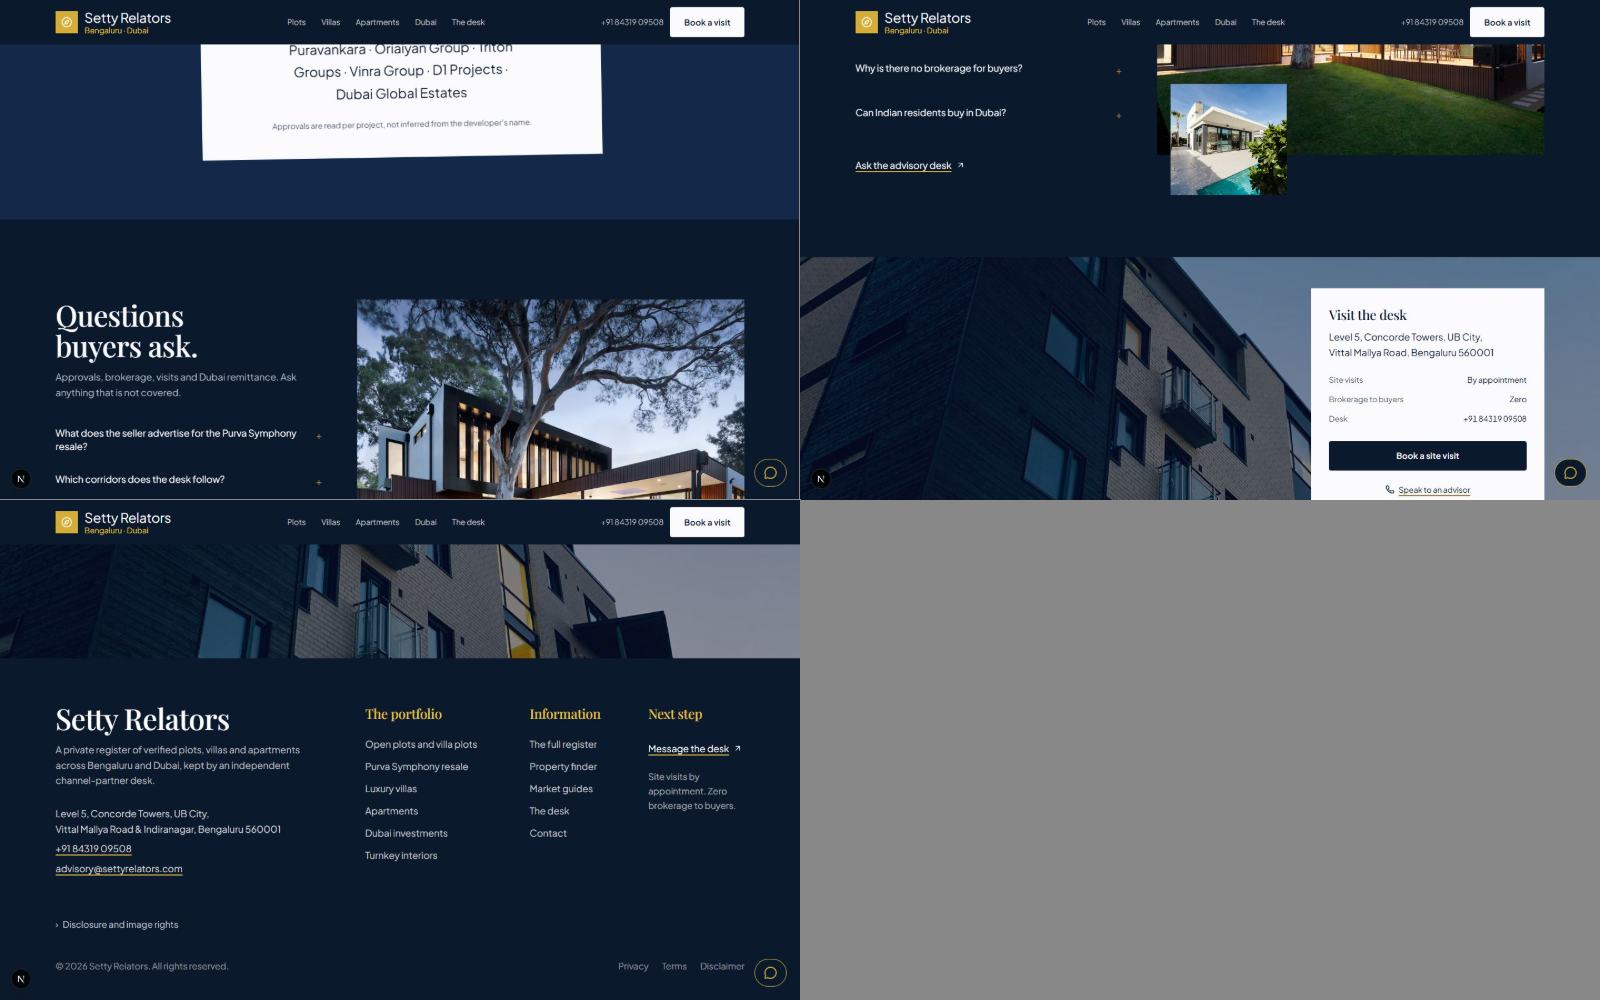 Setty Relators
Bengaluru · Dubai
Plots Villas Apartments Dubai The desk
+91 84319 09508
Book a visit
Puravankara · Oriaiyan Group · Triton
Groups · Vinra Group · D1 Projects ·
Dubai Global Estates
Approvals are read per project, not inferred from the developer's name.
Questions
buyers ask.
Approvals, brokerage, visits and Dubai remittance. Ask
anything that is not covered.
What does the seller advertise for the Purva Symphony
resale?
+
Which corridors does the desk follow?
+
N
Setty Relators
Bengaluru · Dubai
Plots Villas Apartments Dubai The desk
+91 84319 09508
Book a visit
Why is there no brokerage for buyers?
+
Can Indian residents buy in Dubai?
+
Ask the advisory desk ↗
Visit the desk
Level 5, Concorde Towers, UB City,
Vittal Mallya Road, Bengaluru 560001
Site visits By appointment
Brokerage to buyers Zero
Desk +91 84319 09508
Book a site visit
Speak to an advisor
N
Setty Relators
Bengaluru · Dubai
Plots Villas Apartments Dubai The desk
+91 84319 09508
Book a visit
Setty Relators
A private register of verified plots, villas and apartments
across Bengaluru and Dubai, kept by an independent
channel-partner desk.
Level 5, Concorde Towers, UB City,
Vittal Mallya Road & Indiranagar, Bengaluru 560001
+91 84319 09508
advisory@settyrelators.com
The portfolio
Open plots and villa plots
Purva Symphony resale
Luxury villas
Apartments
Dubai investments
Turnkey interiors
Information
The full register
Property finder
Market guides
The desk
Contact
Next step
Message the desk ↗
Site visits by
appointment. Zero
brokerage to buyers.
› Disclosure and image rights
© 2026 Setty Relators. All rights reserved.
Privacy Terms Disclaimer
N